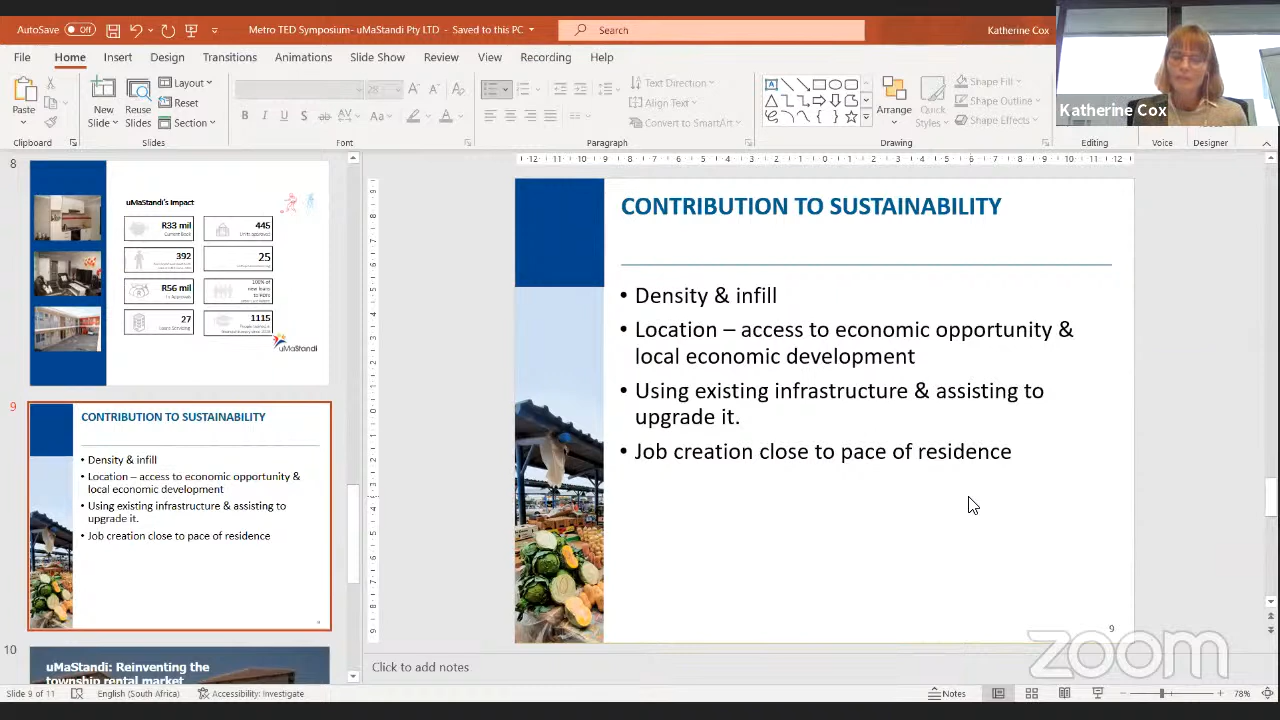 AutoSave Off Metro TED Symposium- uMaStandi Pty LTD - Saved to this PC Search Katherine Cox
File Home Insert Design Transitions Animations Slide Show Review View Recording Help
Paste
New Slide
Reuse Slides
Layout
Reset
Section
Text Direction
Align Text
Convert to SmartArt
Arrange
Quick Styles
Shape Fill
Shape Outline
Shape Effects
Katherine Cox
Clipboard Slides Font Paragraph Drawing Editing Voice Designer
8
uMaStandi's Impact
R33 mil
445
392
25
R56 mil
100% of
new loans
to PDI's
27
1115
uMaStandi
9
CONTRIBUTION TO SUSTAINABILITY
• Density & infill
• Location – access to economic opportunity &
local economic development
• Using existing infrastructure & assisting to
upgrade it.
• Job creation close to pace of residence
10
uMaStandi: Reinventing the
township rental market
CONTRIBUTION TO SUSTAINABILITY
• Density & infill
• Location – access to economic opportunity &
local economic development
• Using existing infrastructure & assisting to
upgrade it.
• Job creation close to pace of residence
9
zoom
Click to add notes
Slide 9 of 11 English (South Africa) Accessibility: Investigate Notes 78%